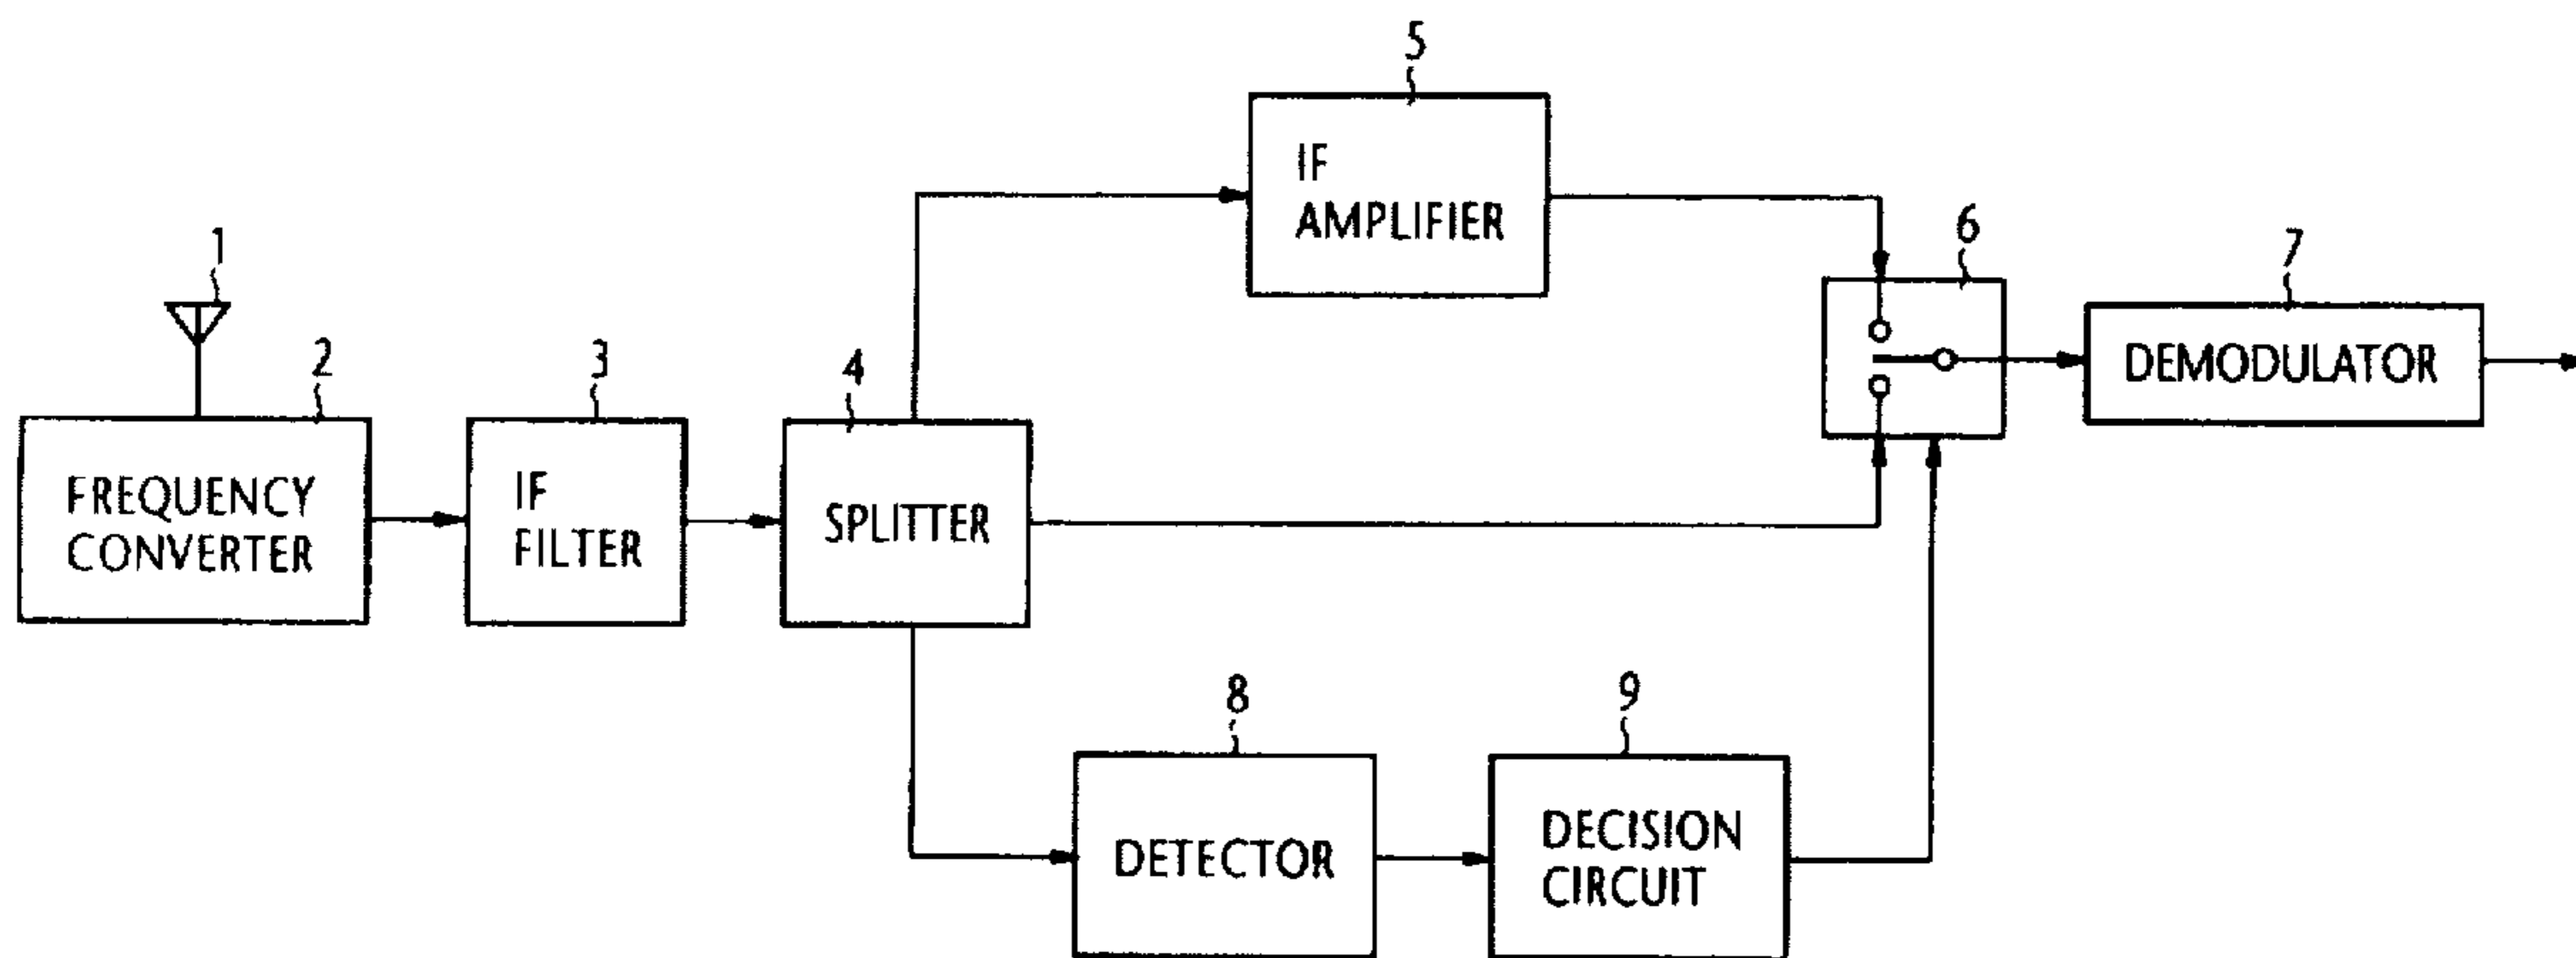 5
IF
AMPLIFIER
6
7
DEMODULATOR
1
2
FREQUENCY
CONVERTER
3
IF
FILTER
4
SPLITTER
8
DETECTOR
9
DECISION
CIRCUIT